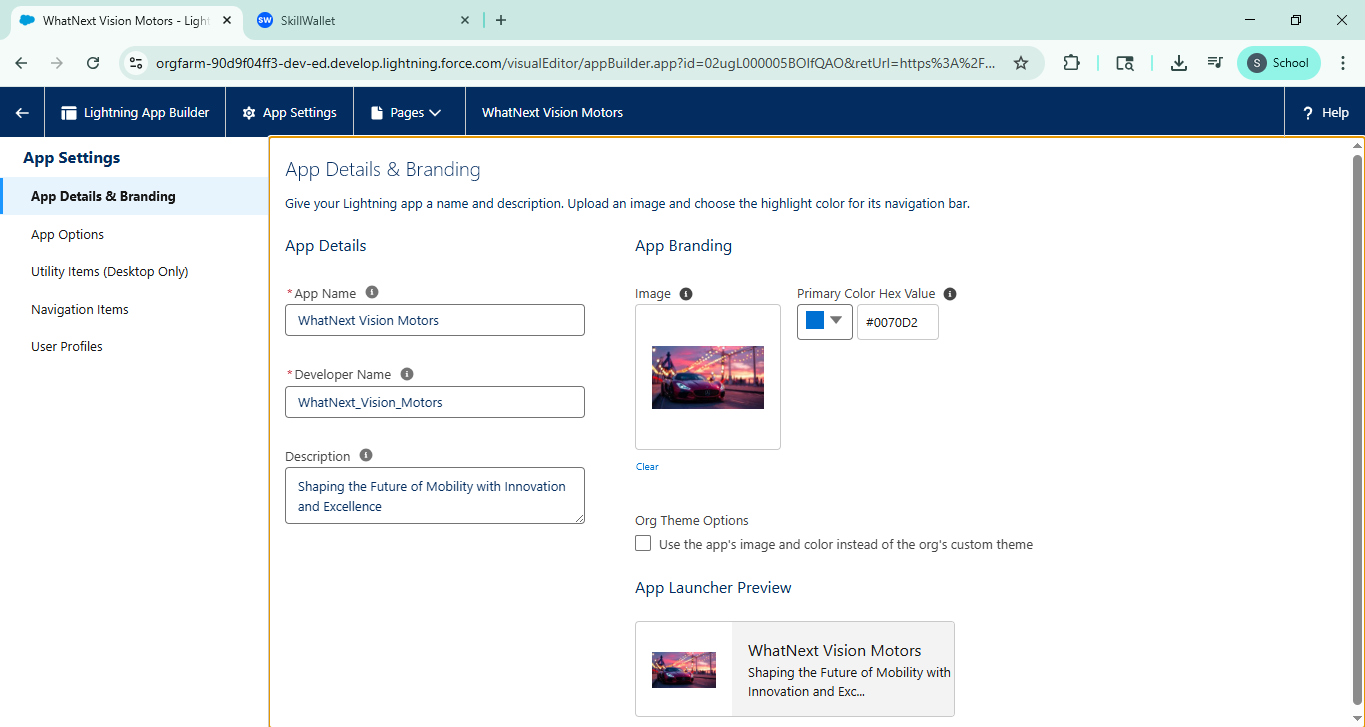 WhatNext Vision Motors - Light
SW
SkillWallet
orgfarm-90d9f04ff3-dev-ed.develop.lightning.force.com/visualEditor/appBuilder.app?id=02ugL000005BOIfQAO&retUrl=https%3A%2F...
S
School
Lightning App Builder
App Settings
Pages
WhatNext Vision Motors
? Help
App Settings
App Details & Branding
App Options
Utility Items (Desktop Only)
Navigation Items
User Profiles
App Details & Branding
Give your Lightning app a name and description. Upload an image and choose the highlight color for its navigation bar.
App Details
*App Name
WhatNext Vision Motors
*Developer Name
WhatNext_Vision_Motors
Description
Shaping the Future of Mobility with Innovation
and Excellence
App Branding
Image
Primary Color Hex Value
#0070D2
Clear
Org Theme Options
Use the app's image and color instead of the org's custom theme
App Launcher Preview
WhatNext Vision Motors
Shaping the Future of Mobility with
Innovation and Exc...